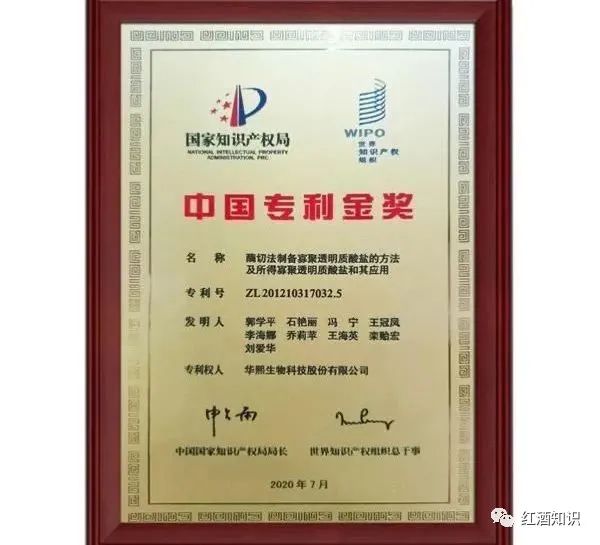 国家知识产权局
NATIONAL INTELLECTUAL PROPERTY
ADMINISTRATION, PRC
WIPO
世界
知识产权
组织
中国专利金奖
名称 酶切法制备寡聚透明质酸盐的方法
及所得寡聚透明质酸盐和其应用
专利号 ZL201210317032.5
发明人 郭学平 石艳丽 冯宁 王冠凤
李海娜 乔莉苹 王海英 栾贻宏
刘爱华
专利权人 华熙生物科技股份有限公司
申长雨
中国国家知识产权局局长 世界知识产权组织总干事
2020年7月
红酒知识